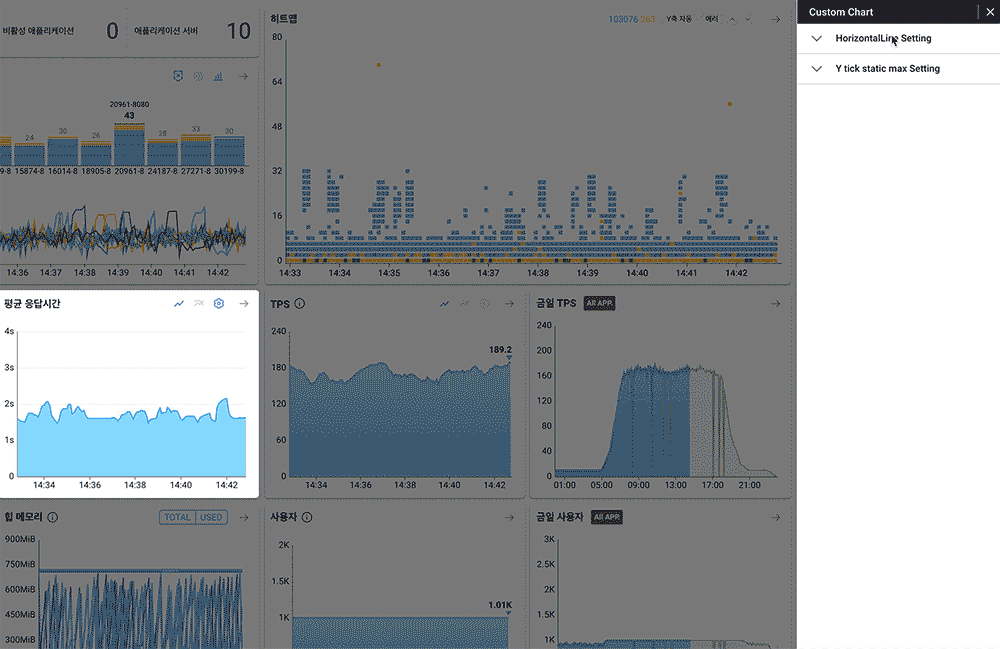 비활성 애플리케이션 0 애플리케이션 서버 10
20961-8080
43
24 30 26 28 33 30
9-8 15874-8 16014-8 18905-8 20961-8 24187-8 27271-8 30199-8
14:36 14:37 14:38 14:39 14:40 14:41 14:42
히트맵 103076 263 Y축 자동 에러
80
64
48
32
16
0
14:33 14:34 14:35 14:36 14:37 14:38 14:39 14:40 14:41 14:42
Custom Chart
HorizontalLine Setting
Y tick static max Setting
평균 응답시간
4s
3s
2s
1s
0
14:34 14:36 14:38 14:40 14:42
TPS
240
180
120
60
0
189.2
14:34 14:36 14:38 14:40 14:42
금일 TPS All APP.
240
200
160
120
80
40
0
01:00 05:00 09:00 13:00 17:00 21:00
힙 메모리 TOTAL USED
900MiB
750MiB
600MiB
450MiB
300MiB
사용자
2K
1.5K
1K
1.01K
금일 사용자 All APP.
3K
2.5K
2K
1.5K
1K